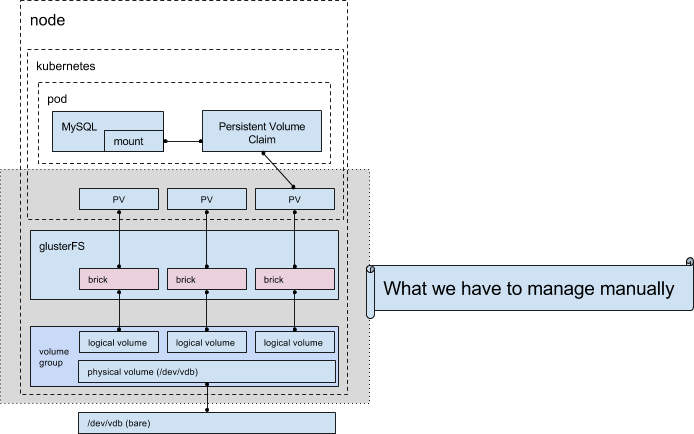 node
kubernetes
pod
MySQL
mount
Persistent Volume
Claim
PV
PV
PV
glusterFS
brick
brick
brick
What we have to manage manually
volume
group
logical volume
logical volume
logical volume
physical volume (/dev/vdb)
/dev/vdb (bare)